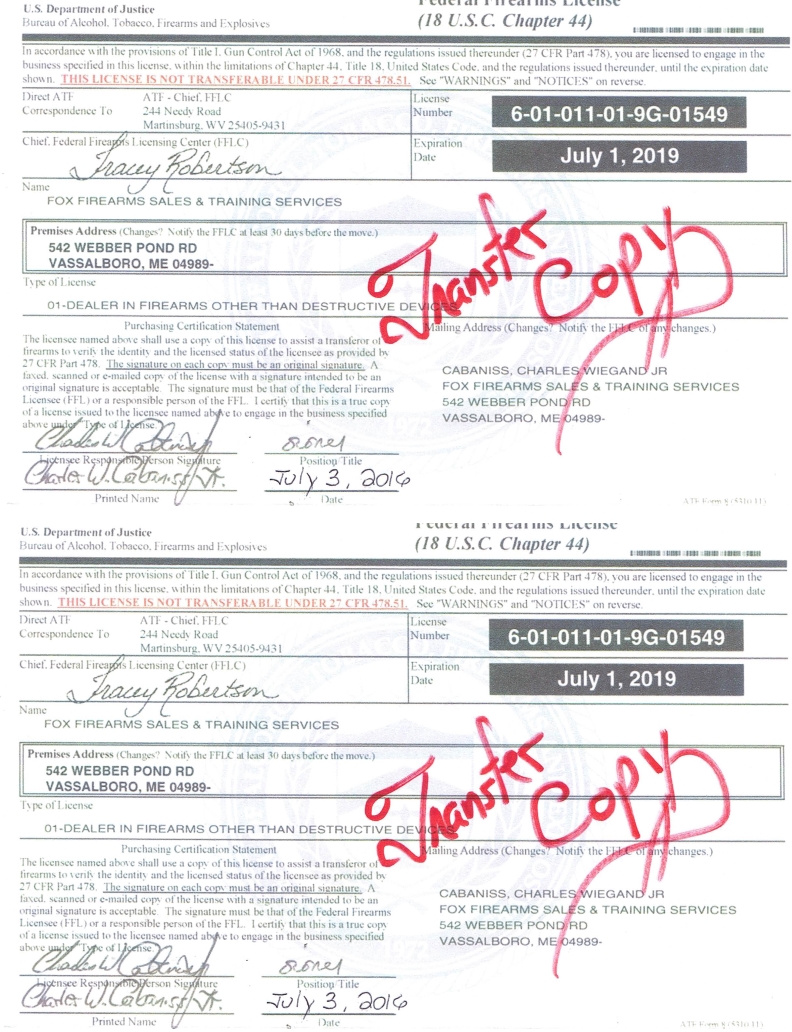 U.S. Department of Justice
Bureau of Alcohol, Tobacco, Firearms and Explosives
Federal Firearms License
(18 U.S.C. Chapter 44)
In accordance with the provisions of Title I, Gun Control Act of 1968, and the regulations issued thereunder (27 CFR Part 478), you are licensed to engage in the
business specified in this license, within the limitations of Chapter 44, Title 18, United States Code, and the regulations issued thereunder, until the expiration date
shown. THIS LICENSE IS NOT TRANSFERABLE UNDER 27 CFR 478.51. See "WARNINGS" and "NOTICES" on reverse.
Direct ATF
Correspondence To
ATF - Chief, FFLC
244 Needy Road
Martinsburg, WV 25405-9431
License
Number
6-01-011-01-9G-01549
Chief, Federal Firearms Licensing Center (FFLC)
Tracey Robertson
Expiration
Date
July 1, 2019
Name
FOX FIREARMS SALES & TRAINING SERVICES
Premises Address (Changes? Notify the FFLC at least 30 days before the move.)
542 WEBBER POND RD
VASSALBORO, ME 04989-
Transfer Copy
Type of License
01-DEALER IN FIREARMS OTHER THAN DESTRUCTIVE DEVICES
Purchasing Certification Statement
The licensee named above shall use a copy of this license to assist a transferor of
firearms to verify the identity and the licensed status of the licensee as provided by
27 CFR Part 478. The signature on each copy must be an original signature. A
faxed, scanned or e-mailed copy of the license with a signature intended to be an
original signature is acceptable. The signature must be that of the Federal Firearms
Licensee (FFL) or a responsible person of the FFL. I certify that this is a true copy
of a license issued to the licensee named above to engage in the business specified
above under "Type of License."
Mailing Address (Changes? Notify the FFLC of any changes.)
CABANISS, CHARLES WIEGAND JR
FOX FIREARMS SALES & TRAINING SERVICES
542 WEBBER POND RD
VASSALBORO, ME 04989-
Licensee Responsible Person Signature
Position/Title
Charles W. Cabaniss, Jr.
July 3, 2016
Printed Name
Date
ATF Form 8 (5310.11)
U.S. Department of Justice
Bureau of Alcohol, Tobacco, Firearms and Explosives
Federal Firearms License
(18 U.S.C. Chapter 44)
In accordance with the provisions of Title I, Gun Control Act of 1968, and the regulations issued thereunder (27 CFR Part 478), you are licensed to engage in the
business specified in this license, within the limitations of Chapter 44, Title 18, United States Code, and the regulations issued thereunder, until the expiration date
shown. THIS LICENSE IS NOT TRANSFERABLE UNDER 27 CFR 478.51. See "WARNINGS" and "NOTICES" on reverse.
Direct ATF
Correspondence To
ATF - Chief, FFLC
244 Needy Road
Martinsburg, WV 25405-9431
License
Number
6-01-011-01-9G-01549
Chief, Federal Firearms Licensing Center (FFLC)
Tracey Robertson
Expiration
Date
July 1, 2019
Name
FOX FIREARMS SALES & TRAINING SERVICES
Premises Address (Changes? Notify the FFLC at least 30 days before the move.)
542 WEBBER POND RD
VASSALBORO, ME 04989-
Transfer Copy
Type of License
01-DEALER IN FIREARMS OTHER THAN DESTRUCTIVE DEVICES
Purchasing Certification Statement
The licensee named above shall use a copy of this license to assist a transferor of
firearms to verify the identity and the licensed status of the licensee as provided by
27 CFR Part 478. The signature on each copy must be an original signature. A
faxed, scanned or e-mailed copy of the license with a signature intended to be an
original signature is acceptable. The signature must be that of the Federal Firearms
Licensee (FFL) or a responsible person of the FFL. I certify that this is a true copy
of a license issued to the licensee named above to engage in the business specified
above under "Type of License."
Mailing Address (Changes? Notify the FFLC of any changes.)
CABANISS, CHARLES WIEGAND JR
FOX FIREARMS SALES & TRAINING SERVICES
542 WEBBER POND RD
VASSALBORO, ME 04989-
Licensee Responsible Person Signature
Position/Title
Charles W. Cabaniss, Jr.
July 3, 2016
Printed Name
Date
ATF Form 8 (5310.11)